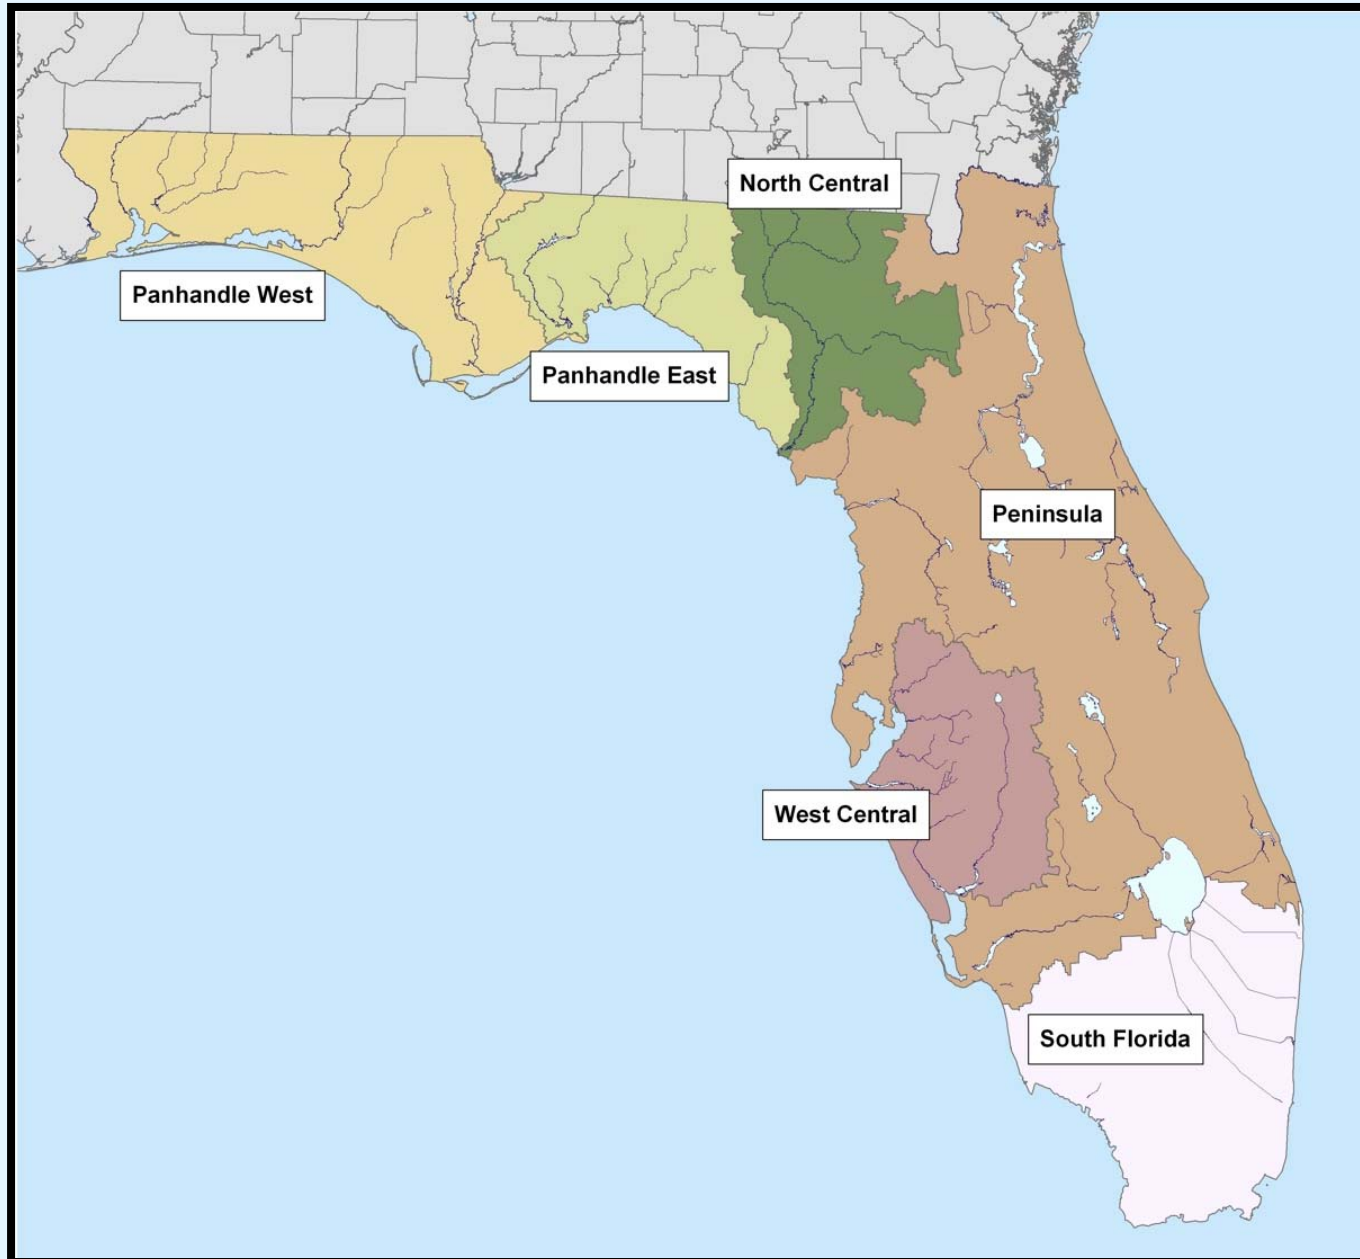 North Central
Panhandle West
Panhandle East
Peninsula
West Central
South Florida